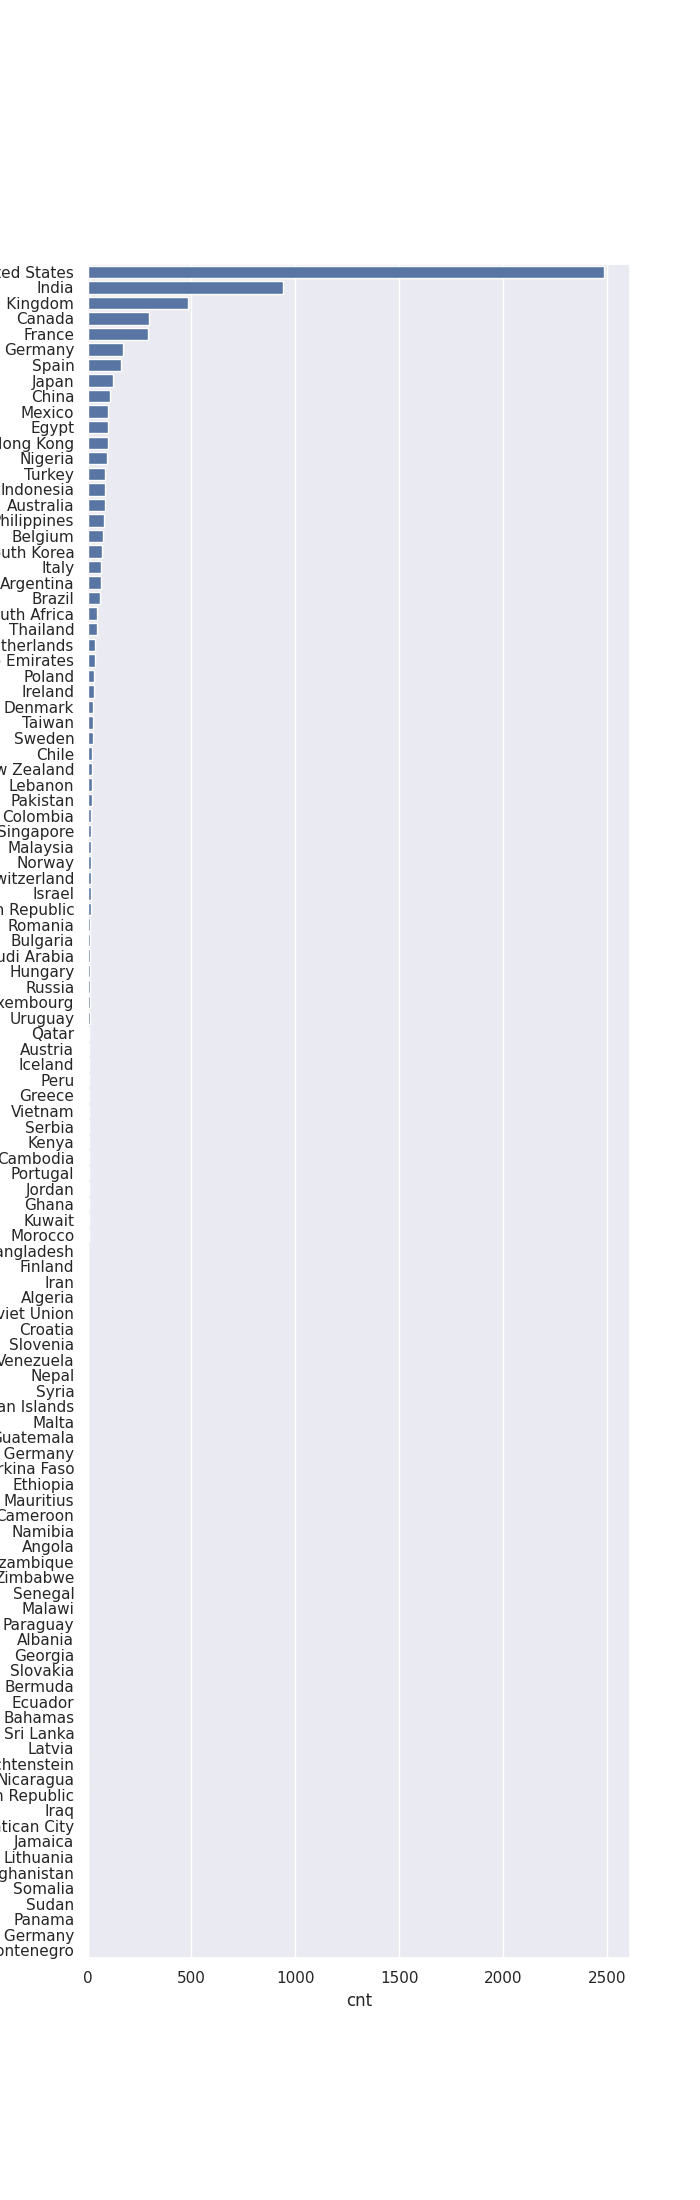 ted States
India
Kingdom
Canada
France
Germany
Spain
Japan
China
Mexico
Egypt
Hong Kong
Nigeria
Turkey
Indonesia
Australia
hilippines
Belgium
outh Korea
Italy
Argentina
Brazil
uth Africa
Thailand
therlands
Emirates
Poland
Ireland
Denmark
Taiwan
Sweden
Chile
w Zealand
Lebanon
Pakistan
Colombia
Singapore
Malaysia
Norway
witzerland
Israel
h Republic
Romania
Bulgaria
udi Arabia
Hungary
Russia
xembourg
Uruguay
Qatar
Austria
Iceland
Peru
Greece
Vietnam
Serbia
Kenya
Cambodia
Portugal
Jordan
Ghana
Kuwait
Morocco
angladesh
Finland
Iran
Algeria
viet Union
Croatia
Slovenia
Venezuela
Nepal
Syria
an Islands
Malta
Guatemala
Germany
rkina Faso
Ethiopia
Mauritius
Cameroon
Namibia
Angola
zambique
Zimbabwe
Senegal
Malawi
Paraguay
Albania
Georgia
Slovakia
Bermuda
Ecuador
Bahamas
Sri Lanka
Latvia
chtenstein
Nicaragua
n Republic
Iraq
atican City
Jamaica
Lithuania
ghanistan
Somalia
Sudan
Panama
Germany
ontenegro
0 500 1000 1500 2000 2500
cnt